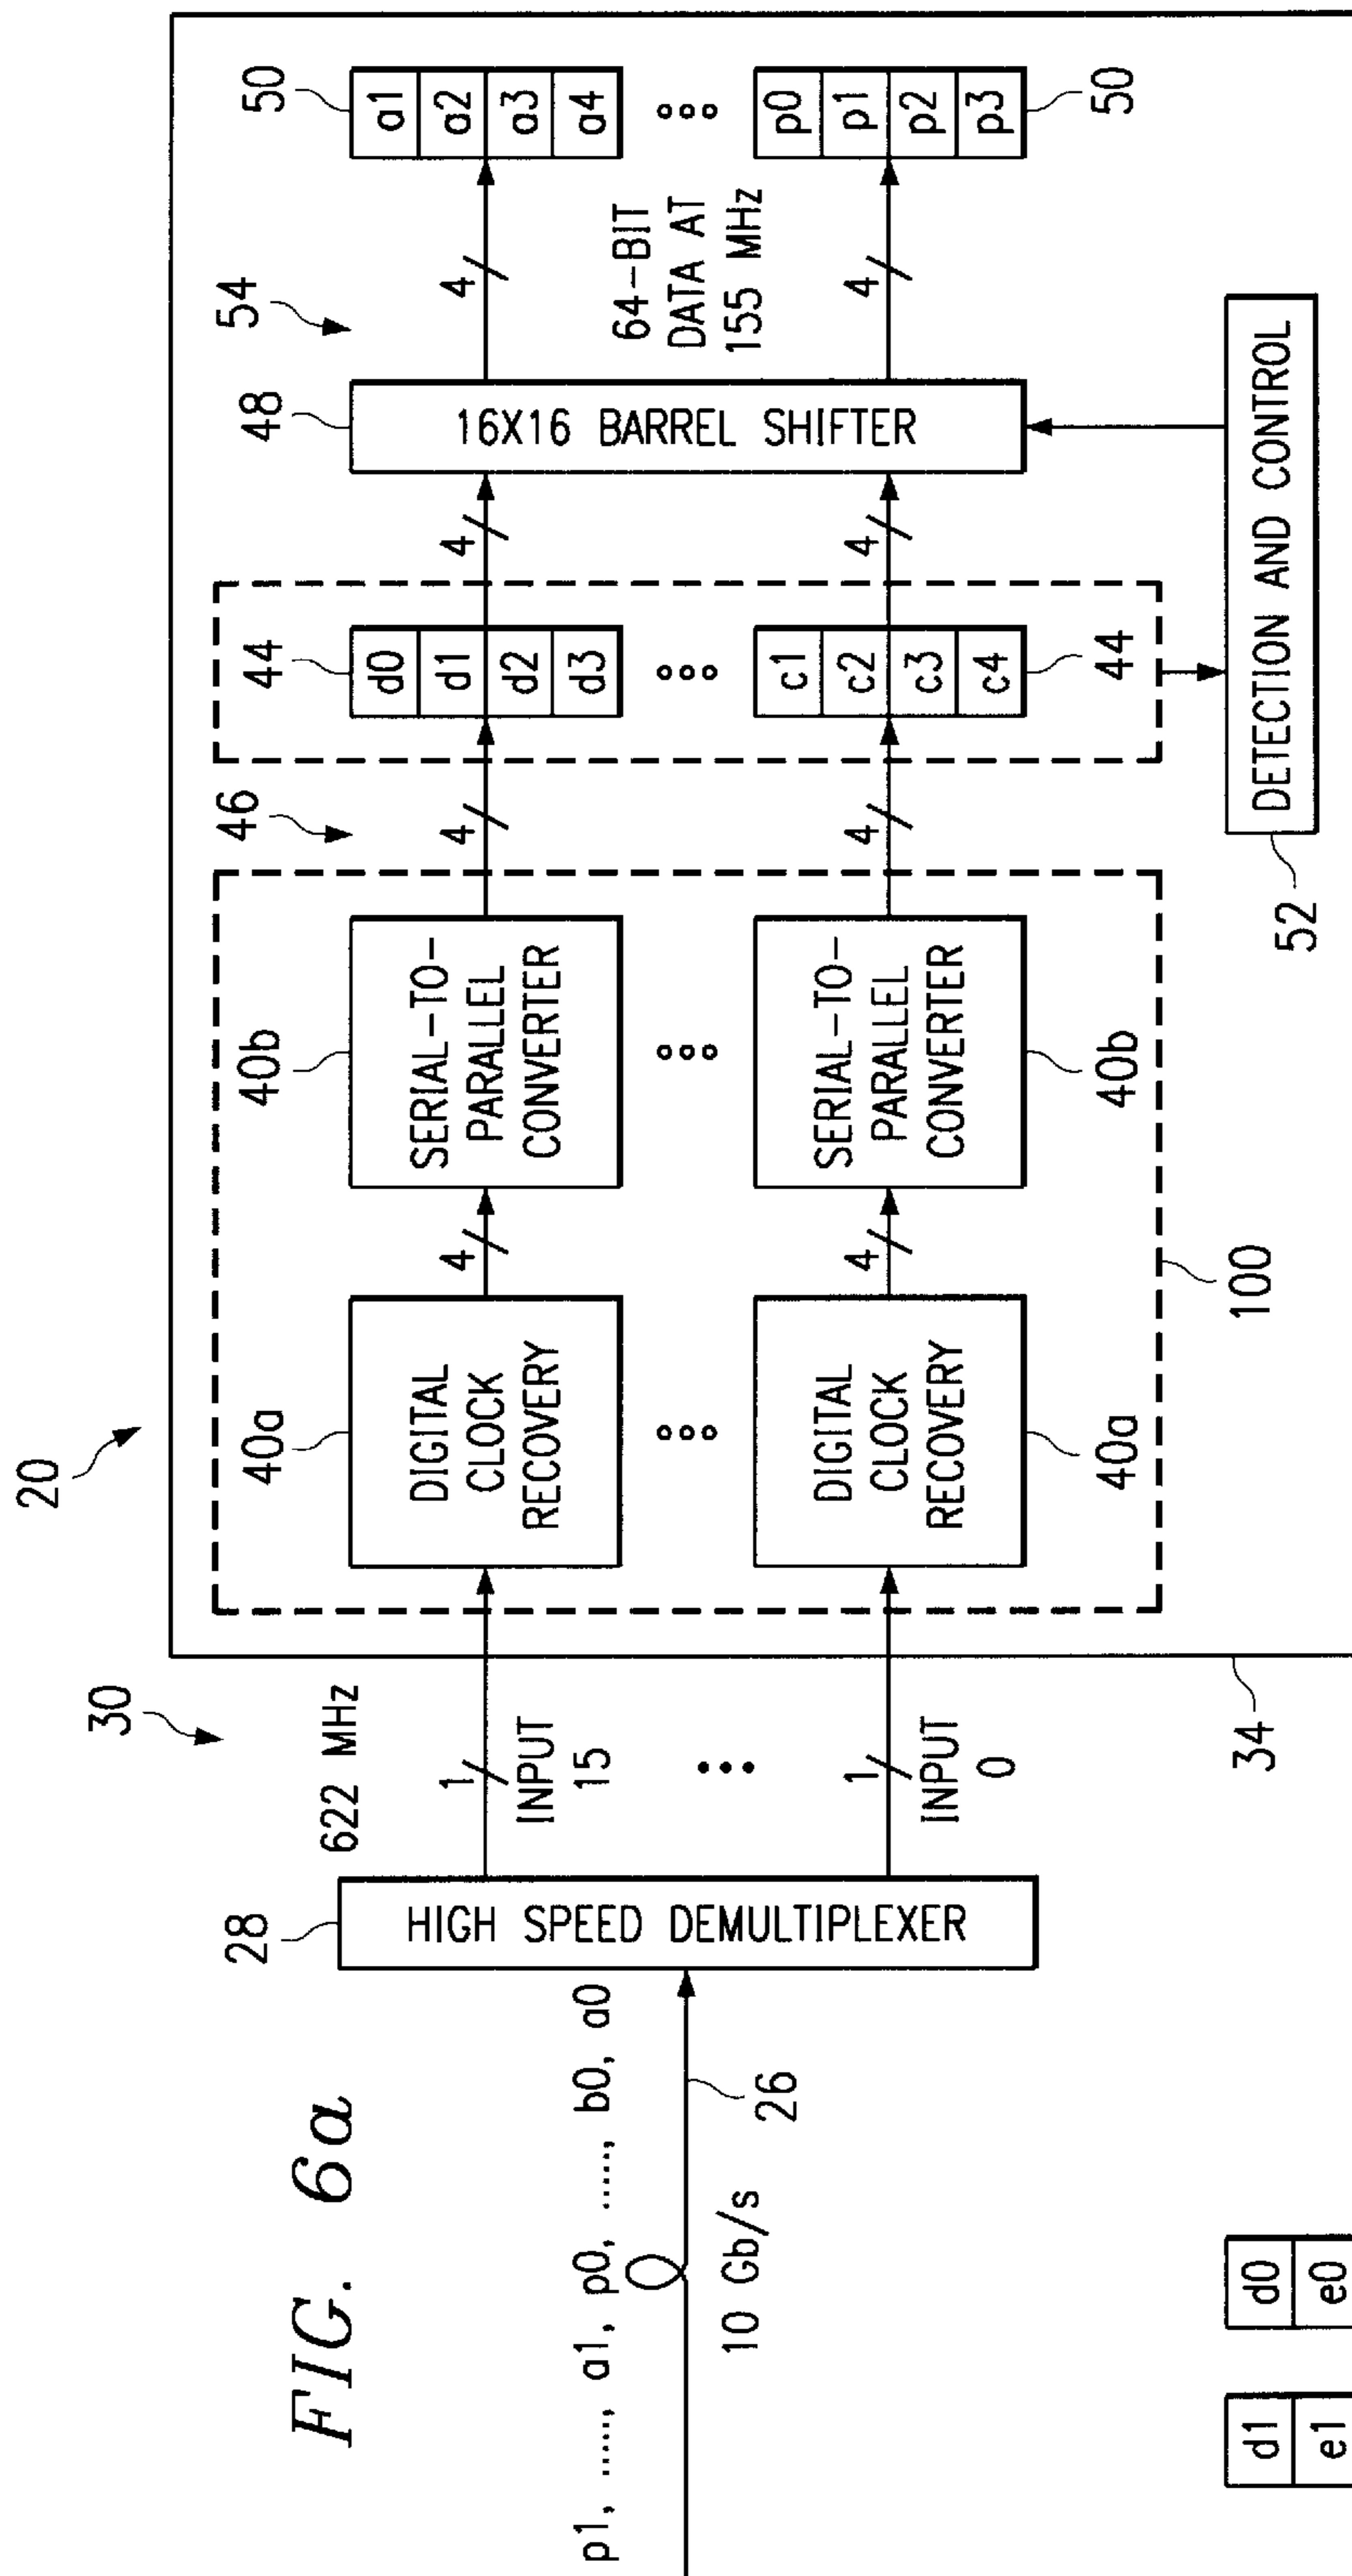 FIG. 6a
20
p1, ......, a1, p0, ......, b0, a0
10 Gb/s
26
28
HIGH SPEED DEMULTIPLEXER
30
622 MHz
1
INPUT
15
1
INPUT
0
34
40a
DIGITAL
CLOCK
RECOVERY
DIGITAL
CLOCK
RECOVERY
40a
4
4
40b
SERIAL-TO-
PARALLEL
CONVERTER
SERIAL-TO-
PARALLEL
CONVERTER
40b
100
46
4
4
44
d0
d1
d2
d3
c1
c2
c3
c4
44
4
4
48
16X16 BARREL SHIFTER
54
4
64-BIT
DATA AT
155 MHz
4
50
a1
a2
a3
a4
p0
p1
p2
p3
50
DETECTION AND CONTROL
52
d1
e1
d0
e0